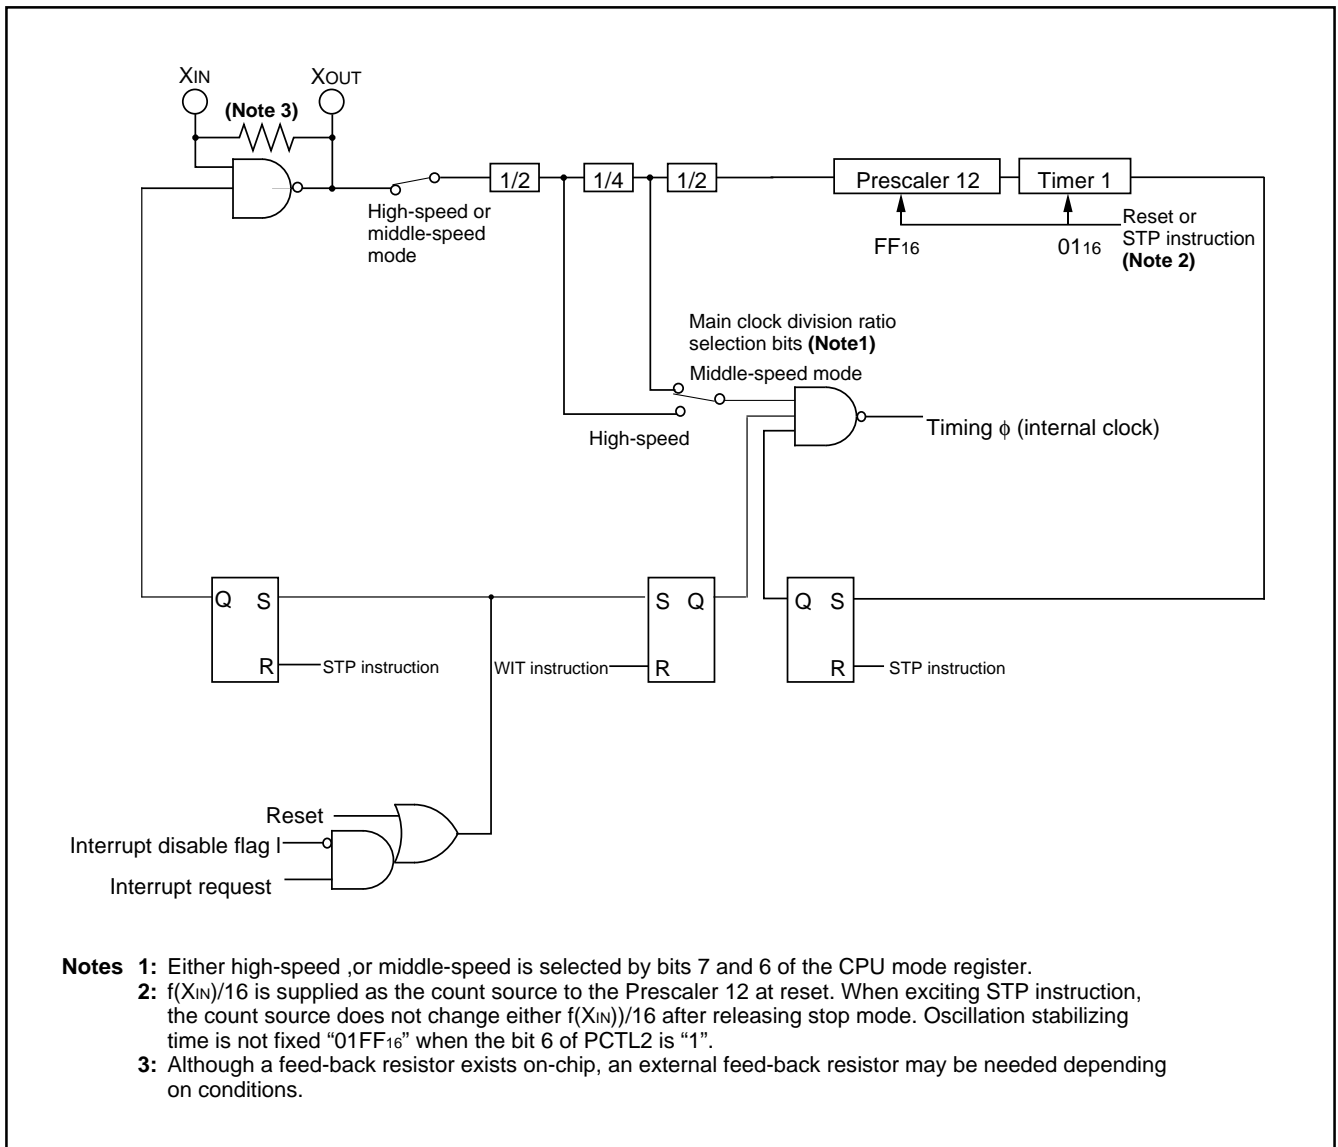 XIN
XOUT
(Note 3)
1/2
1/4
1/2
Prescaler 12
Timer 1
High-speed or
middle-speed
mode
FF16
0116
Reset or
STP instruction
(Note 2)
Main clock division ratio
selection bits (Note1)
Middle-speed mode
High-speed
Timing ϕ (internal clock)
Q S
S Q
Q S
R
STP instruction
WIT instruction
R
R
STP instruction
Reset
Interrupt disable flag I
Interrupt request
Notes 1: Either high-speed ,or middle-speed is selected by bits 7 and 6 of the CPU mode register.
2: f(XIN)/16 is supplied as the count source to the Prescaler 12 at reset. When exciting STP instruction,
the count source does not change either f(XIN))/16 after releasing stop mode. Oscillation stabilizing
time is not fixed “01FF16” when the bit 6 of PCTL2 is “1”.
3: Although a feed-back resistor exists on-chip, an external feed-back resistor may be needed depending
on conditions.